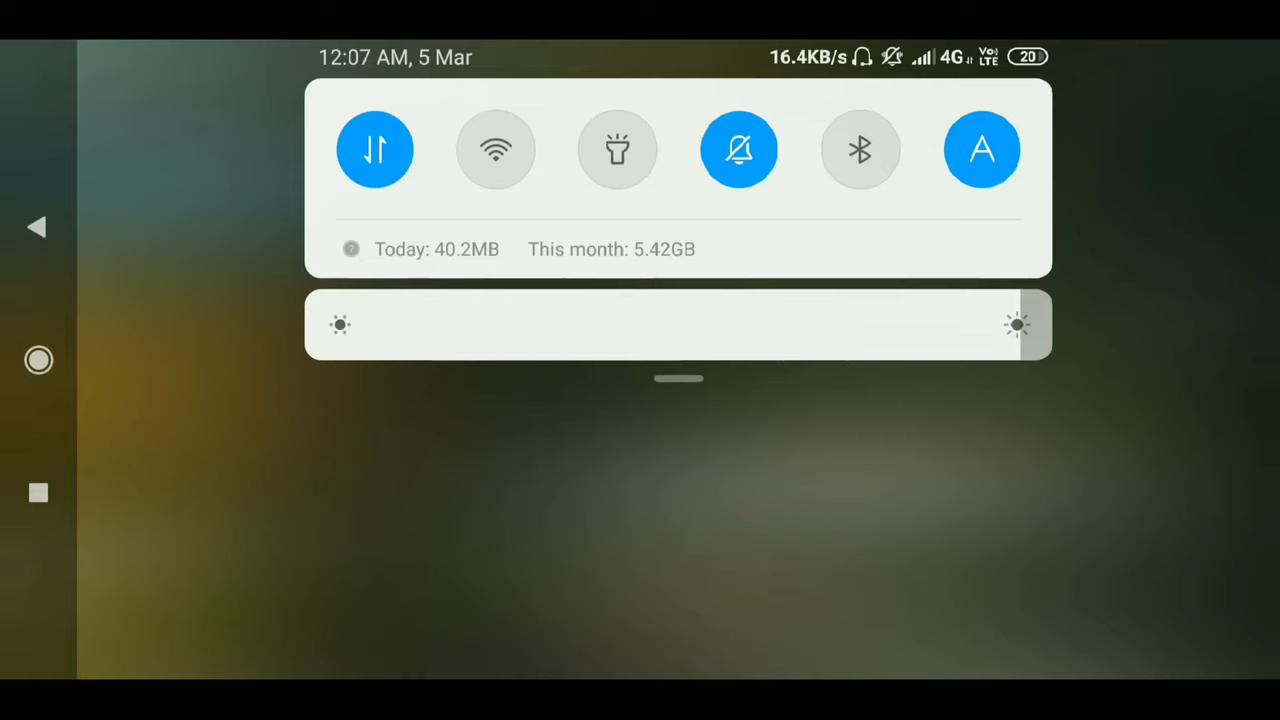 12:07 AM, 5 Mar
16.4KB/s 4G Vo) LTE 20
A
Today: 40.2MB This month: 5.42GB